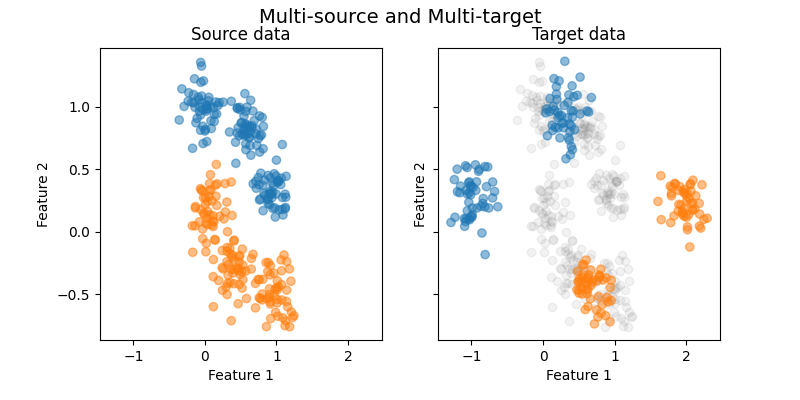 Multi-source and Multi-target
Source data
Target data
Feature 2
1.0
0.5
0.0
−0.5
−1
0
1
2
Feature 1
Feature 2
−1
0
1
2
Feature 1